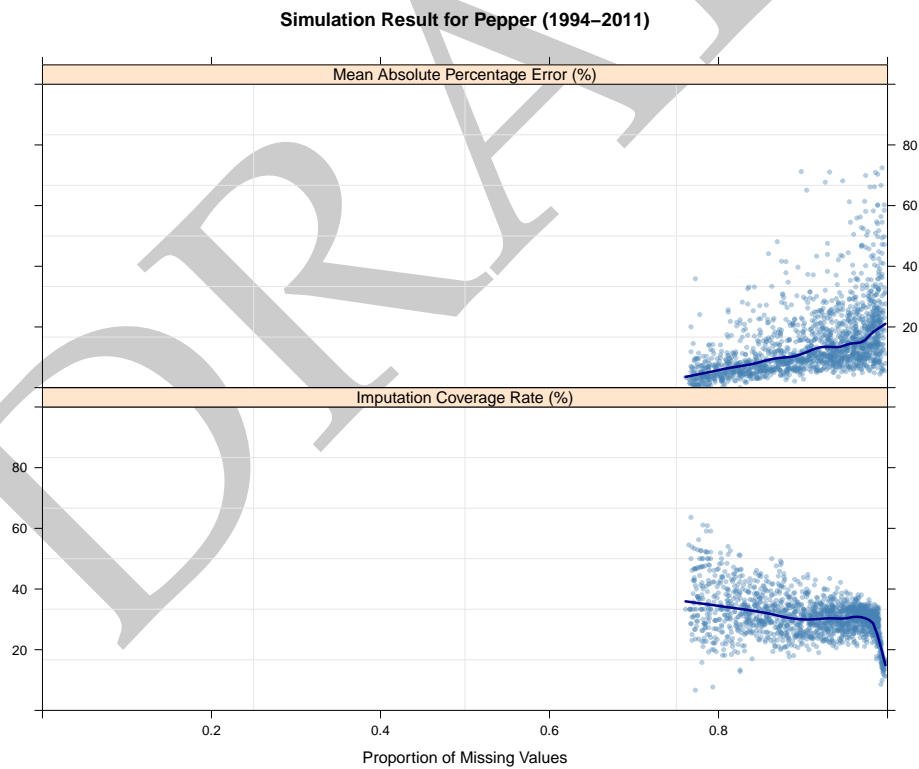 Simulation Result for Pepper (1994–2011)
Mean Absolute Percentage Error (%)
80
60
40
20
Imputation Coverage Rate (%)
80
60
40
20
0.2 0.4 0.6 0.8
Proportion of Missing Values
DRA